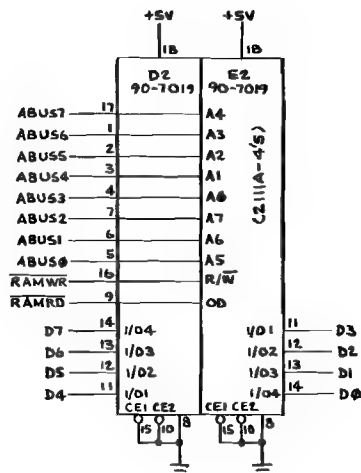 +5V +5V
18 18
D2 E2
90-7019 90-7019
ABUS7 17 A4
ABUS6 1 A3
ABUS5 2 A2
ABUS4 3 A1
ABUS3 4 A0
ABUS2 7 A7
ABUS1 6 A6
ABUS0 5 A5
RAMWR 16 R/W
RAMRD 9 OD
(2111A-4'S)
D7 14 I/O4 I/O1 11 D3
D6 13 I/O3 I/O2 12 D2
D5 12 I/O2 I/O3 13 D1
D4 11 I/O1 I/O4 14 D0
CE1 CE2 CE1 CE2
15 10 8 15 10 8